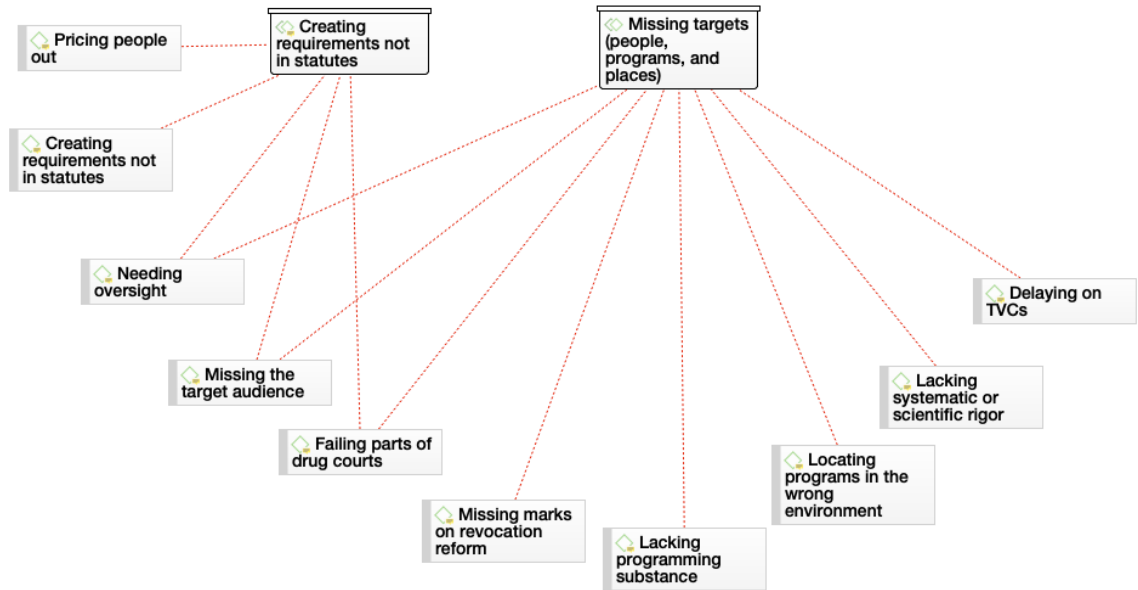 Creating
requirements not
in statutes
Missing targets
(people,
programs, and
places)
Pricing people
out
Creating
requirements not
in statutes
Needing
oversight
Delaying on
TVCs
Missing the
target audience
Lacking
systematic or
scientific rigor
Failing parts of
drug courts
Locating
programs in the
wrong
environment
Missing marks
on revocation
reform
Lacking
programming
substance